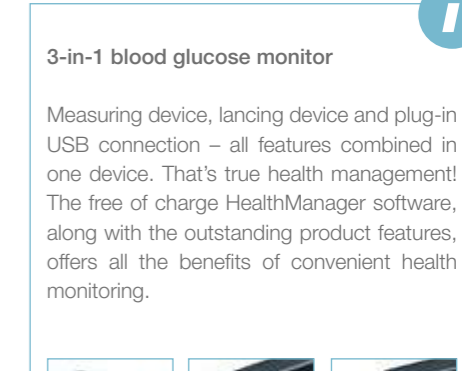 3-in-1 blood glucose monitor
Measuring device, lancing device and plug-in
USB connection – all features combined in
one device. That’s true health management!
The free of charge HealthManager software,
along with the outstanding product features,
offers all the benefits of convenient health
monitoring.